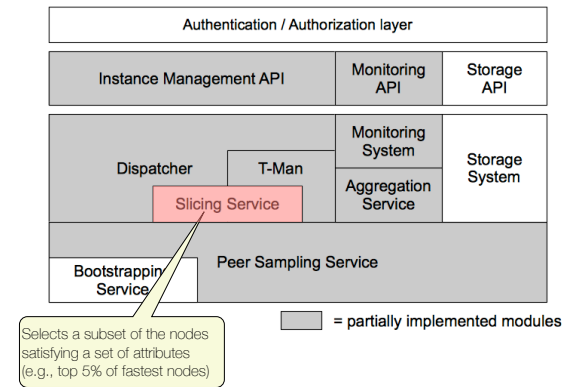 Authentication / Authorization layer
Instance Management API
Monitoring
API
Storage
API
Monitoring
System
Storage
System
Dispatcher
T-Man
Aggregation
Service
Slicing Service
Peer Sampling Service
Bootstrapping
Service
= partially implemented modules
Selects a subset of the nodes
satisfying a set of attributes
(e.g., top 5% of fastest nodes)